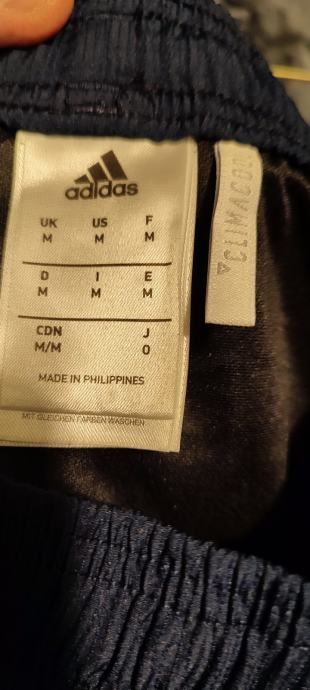 adidas
UK US F
M M M
D I E
M M M
CDN J
M/M O
MADE IN PHILIPPINES
MIT GLEICHEN FARBEN WASCHEN
CLIMACOOL